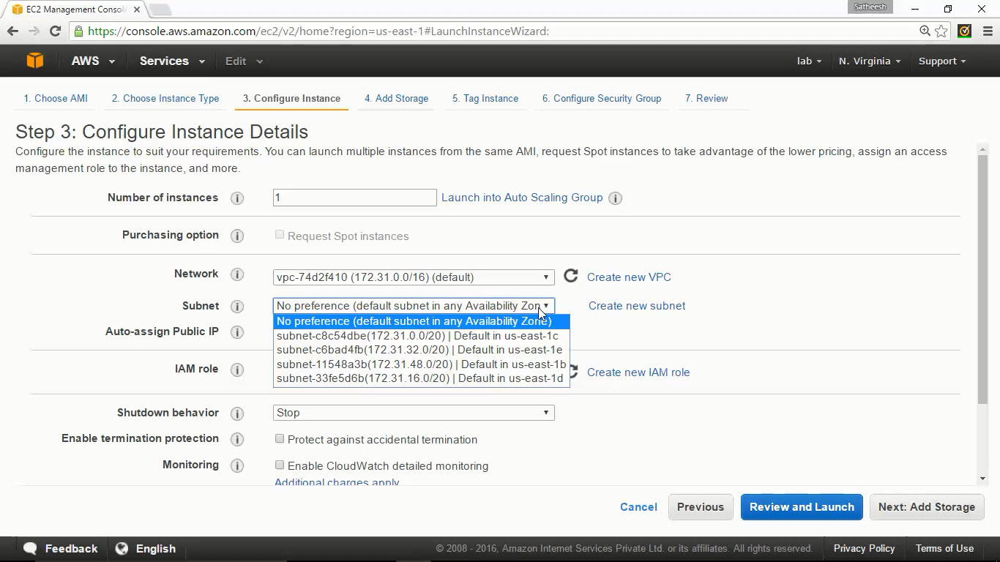 EC2 Management Consol
Satheesh
https://console.aws.amazon.com/ec2/v2/home?region=us-east-1#LaunchInstanceWizard:
AWS Services Edit lab N. Virginia Support
1. Choose AMI 2. Choose Instance Type 3. Configure Instance 4. Add Storage 5. Tag Instance 6. Configure Security Group 7. Review
Step 3: Configure Instance Details
Configure the instance to suit your requirements. You can launch multiple instances from the same AMI, request Spot instances to take advantage of the lower pricing, assign an access
management role to the instance, and more.
Number of instances 1 Launch into Auto Scaling Group
Purchasing option Request Spot instances
Network vpc-74d2f410 (172.31.0.0/16) (default) Create new VPC
Subnet No preference (default subnet in any Availability Zon Create new subnet
No preference (default subnet in any Availability Zone)
Auto-assign Public IP
subnet-c8c54dbe(172.31.0.0/20) | Default in us-east-1c
subnet-c6bad4fb(172.31.32.0/20) | Default in us-east-1e
subnet-11548a3b(172.31.48.0/20) | Default in us-east-1b
IAM role Create new IAM role
subnet-33fe5d6b(172.31.16.0/20) | Default in us-east-1d
Shutdown behavior Stop
Enable termination protection Protect against accidental termination
Monitoring Enable CloudWatch detailed monitoring
Additional charges apply.
Cancel Previous Review and Launch Next: Add Storage
Feedback English © 2008 - 2016, Amazon Internet Services Private Ltd. or its affiliates. All rights reserved. Privacy Policy Terms of Use